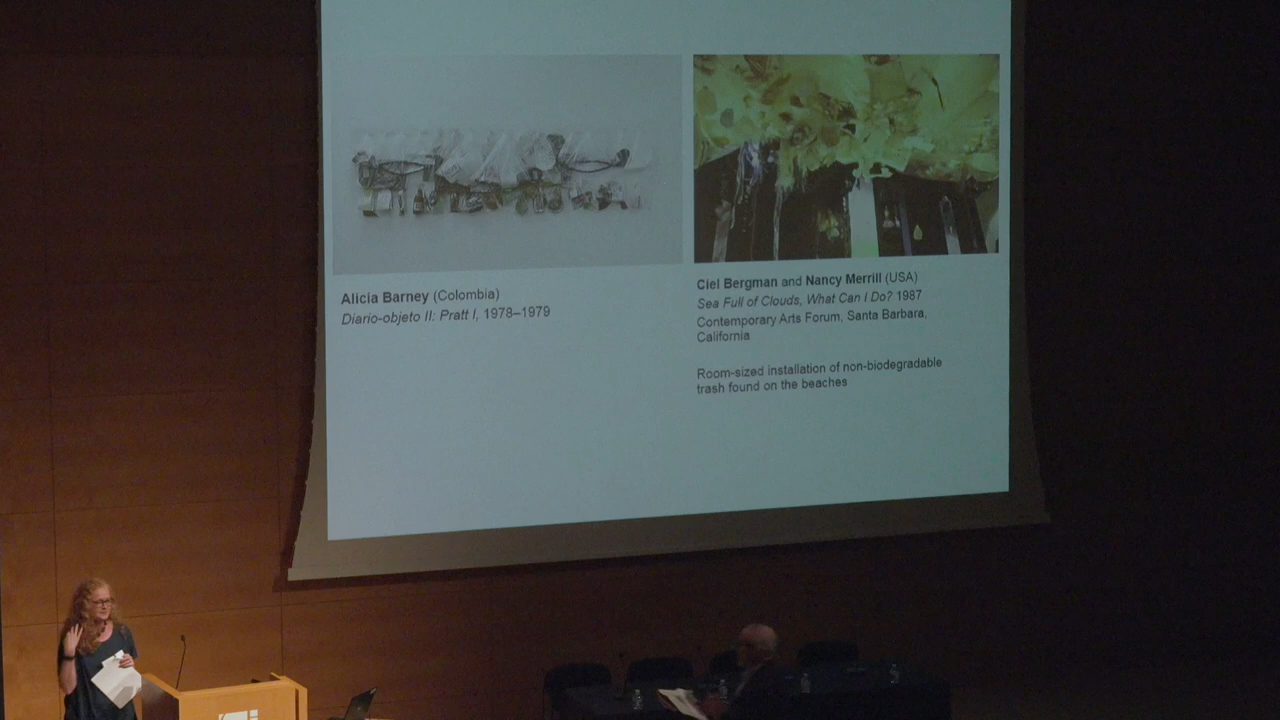 Alicia Barney (Colombia)
Diario-objeto II: Pratt I, 1978–1979
Ciel Bergman and Nancy Merrill (USA)
Sea Full of Clouds, What Can I Do? 1987
Contemporary Arts Forum, Santa Barbara,
California
Room-sized installation of non-biodegradable
trash found on the beaches